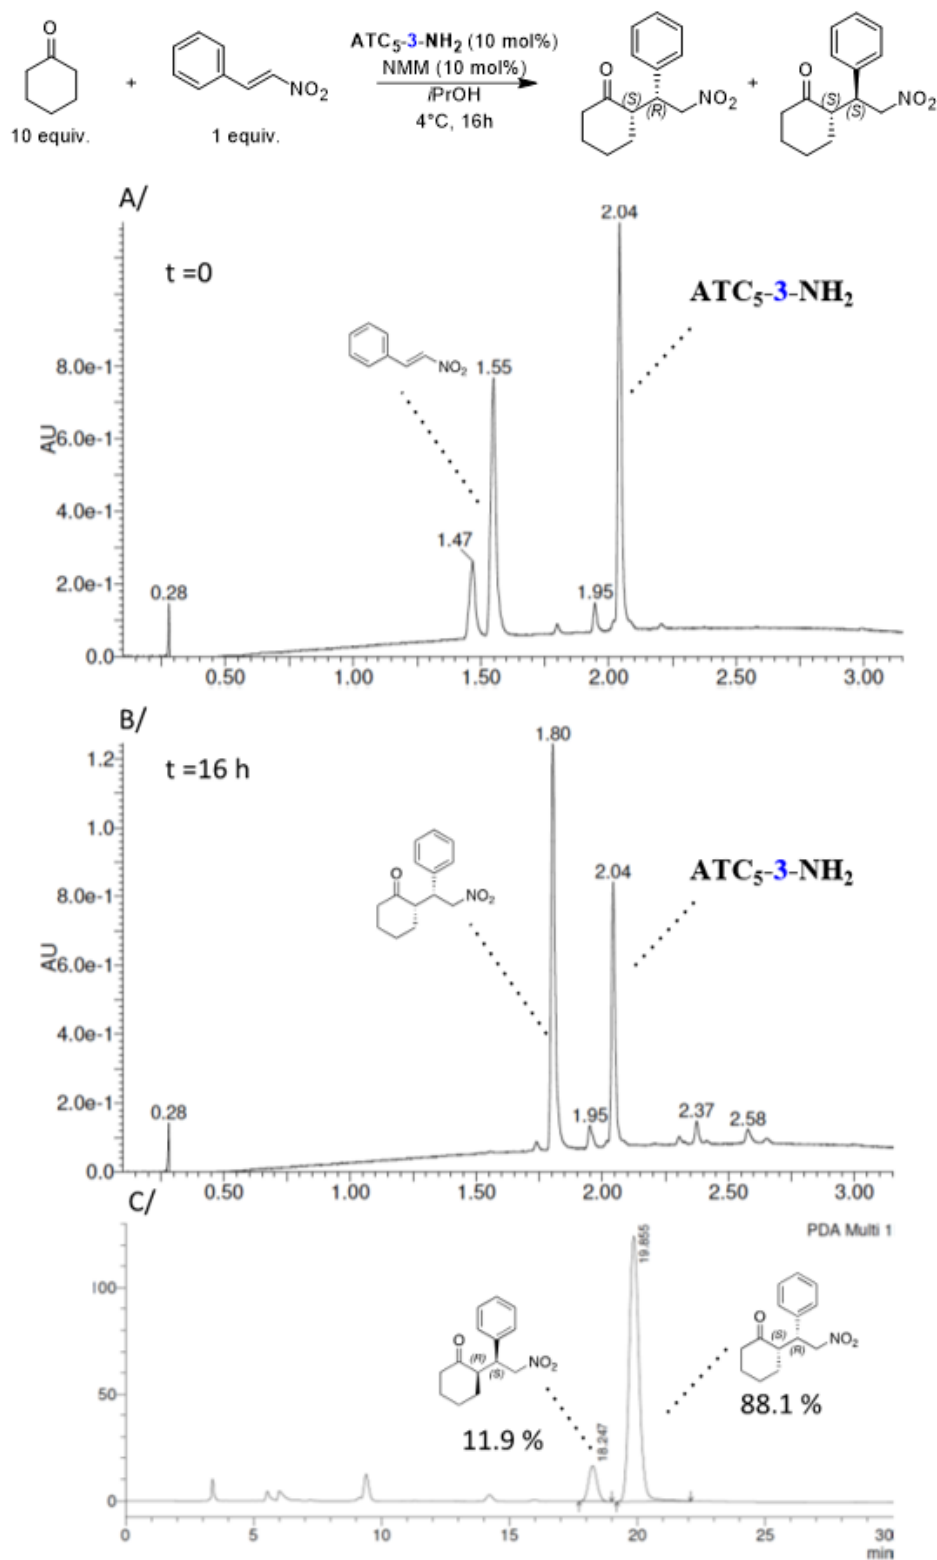 O
+
NO2
ATC5-3-NH2 (10 mol%)
NMM (10 mol%)
iPrOH
4°C, 16h
10 equiv.
1 equiv.
O
(S)
(R)
NO2
+
O
(S)
(S)
NO2
A/
t =0
2.04
ATC5-3-NH2
NO2
1.55
1.47
1.95
0.28
AU
8.0e-1
6.0e-1
4.0e-1
2.0e-1
0.0
0.50 1.00 1.50 2.00 2.50 3.00
B/
t =16 h
1.80
O
NO2
2.04
ATC5-3-NH2
0.28
1.95
2.37
2.58
AU
1.2
1.0
8.0e-1
6.0e-1
4.0e-1
2.0e-1
0.0
0.50 1.00 1.50 2.00 2.50 3.00
C/
PDA Multi 1
19.855
O
(R)
(S)
NO2
11.9 %
18.247
O
(S)
(R)
NO2
88.1 %
100
50
0
0 5 10 15 20 25 30
min